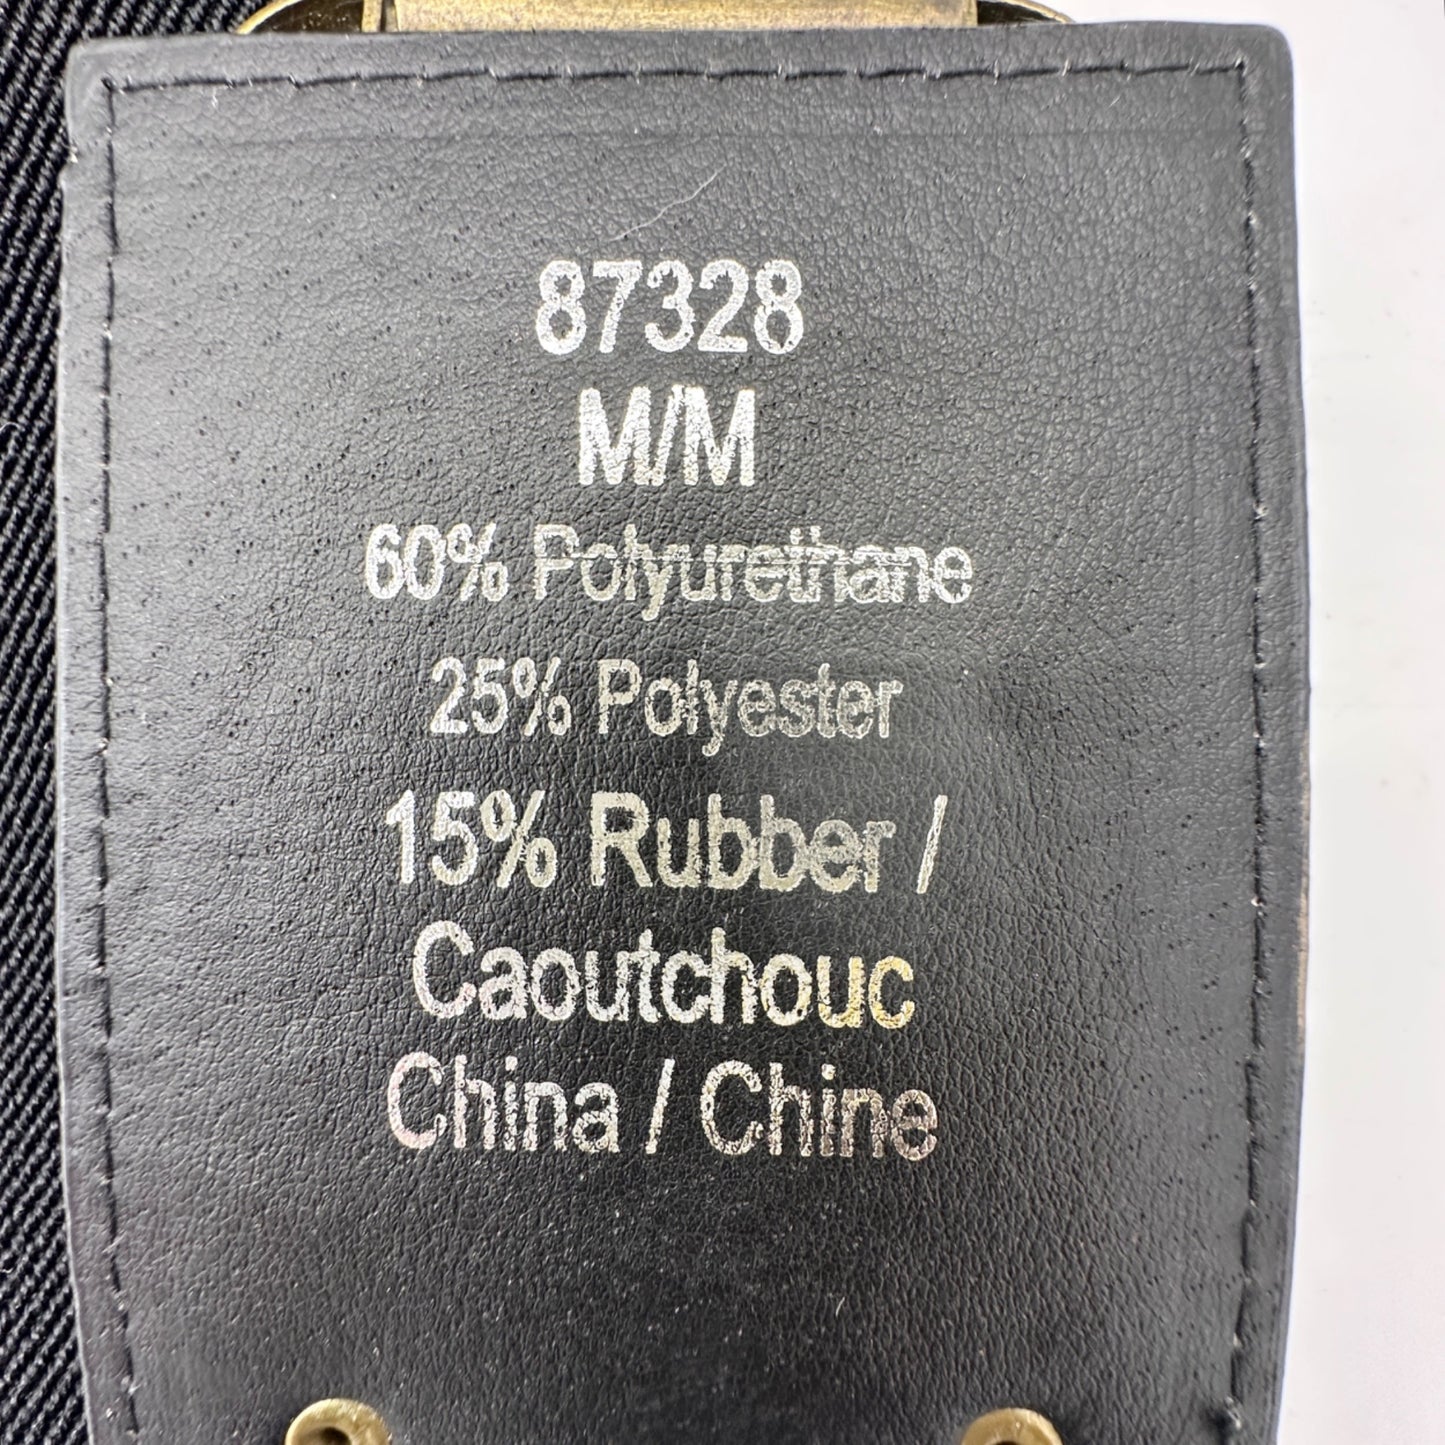 87328
M/M
60% Polyurethane
25% Polyester
15% Rubber /
Caoutchouc
China / Chine